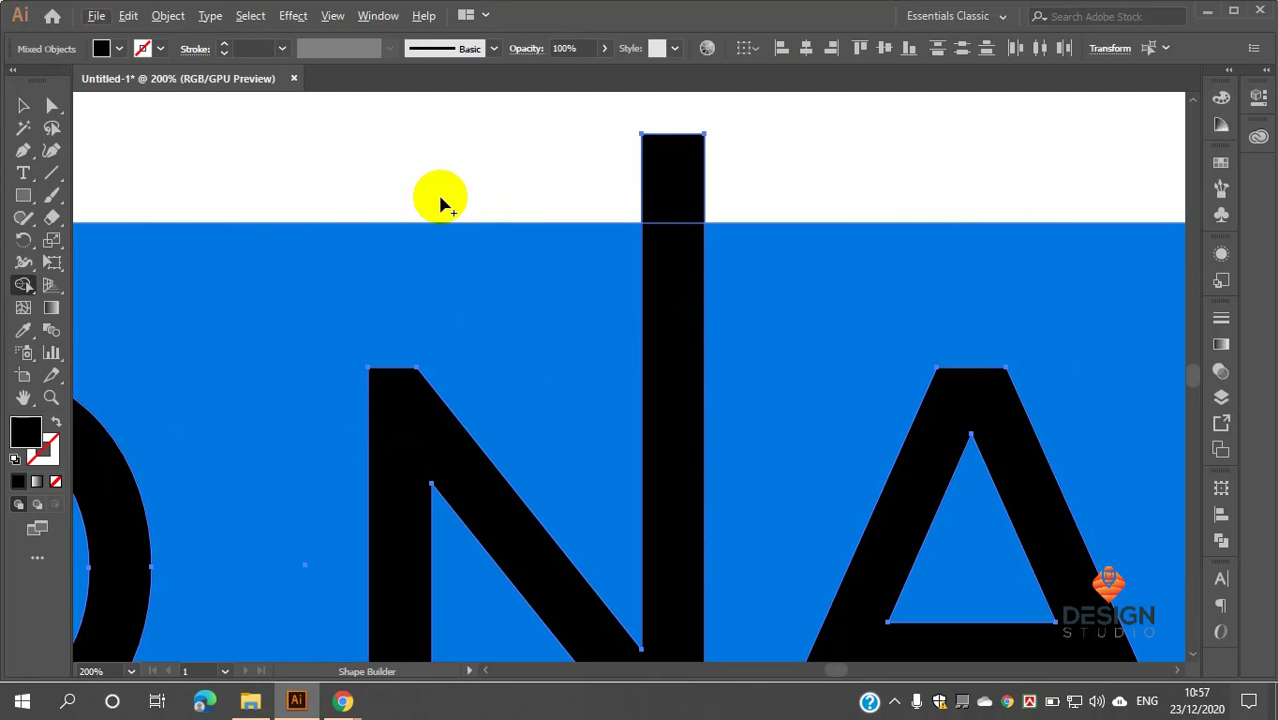 Ai File Edit Object Type Select Effect View Window Help Essentials Classic Search Adobe Stock
Mixed Objects Stroke: Basic Opacity: 100% Style: Transform
Untitled-1* @ 200% (RGB/GPU Preview)
NA
DESIGN
STUDIO
200% 1 Shape Builder
Ai ENG 10:57
23/12/2020